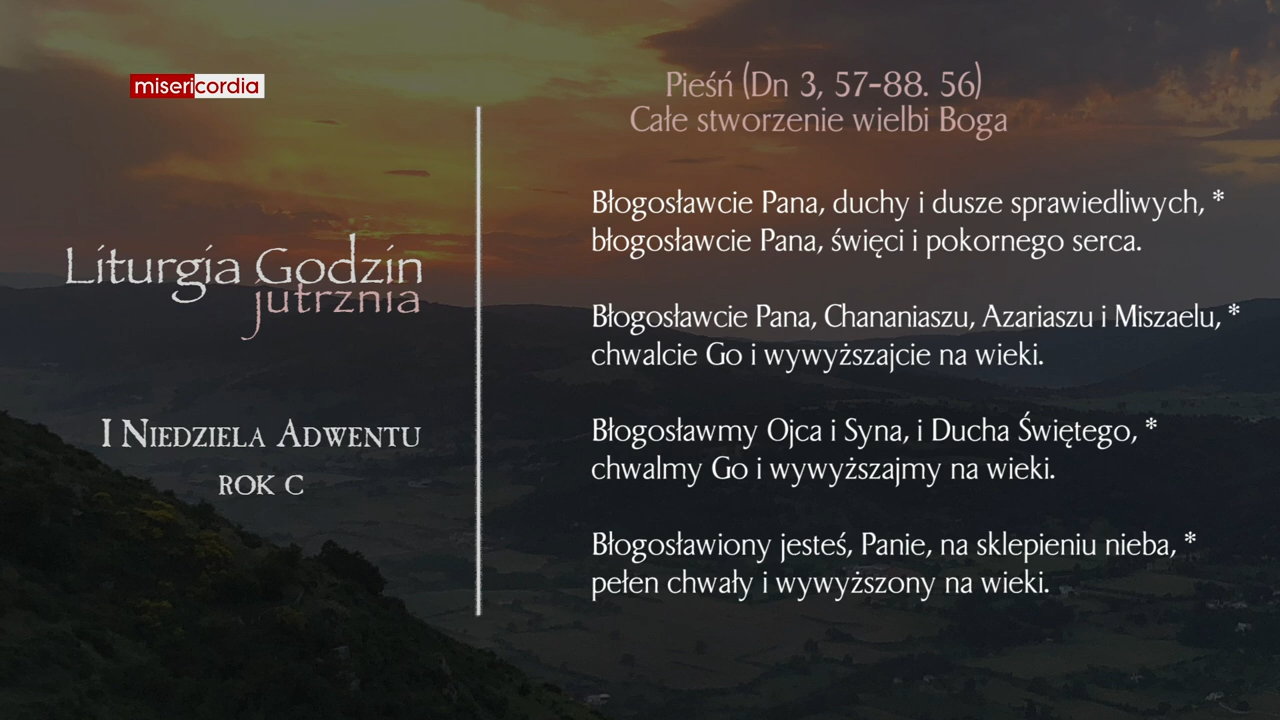 misericordia
Liturgia Godzin
jutrznia
I Niedziela Adwentu
rok C
Pieśń (Dn 3, 57-88. 56)
Całe stworzenie wielbi Boga
Błogosławcie Pana, duchy i dusze sprawiedliwych, *
błogosławcie Pana, święci i pokornego serca.
Błogosławcie Pana, Chananiaszu, Azariaszu i Miszaelu, *
chwalcie Go i wywyższajcie na wieki.
Błogosławmy Ojca i Syna, i Ducha Świętego, *
chwalmy Go i wywyższajmy na wieki.
Błogosławiony jesteś, Panie, na sklepieniu nieba, *
pełen chwały i wywyższony na wieki.